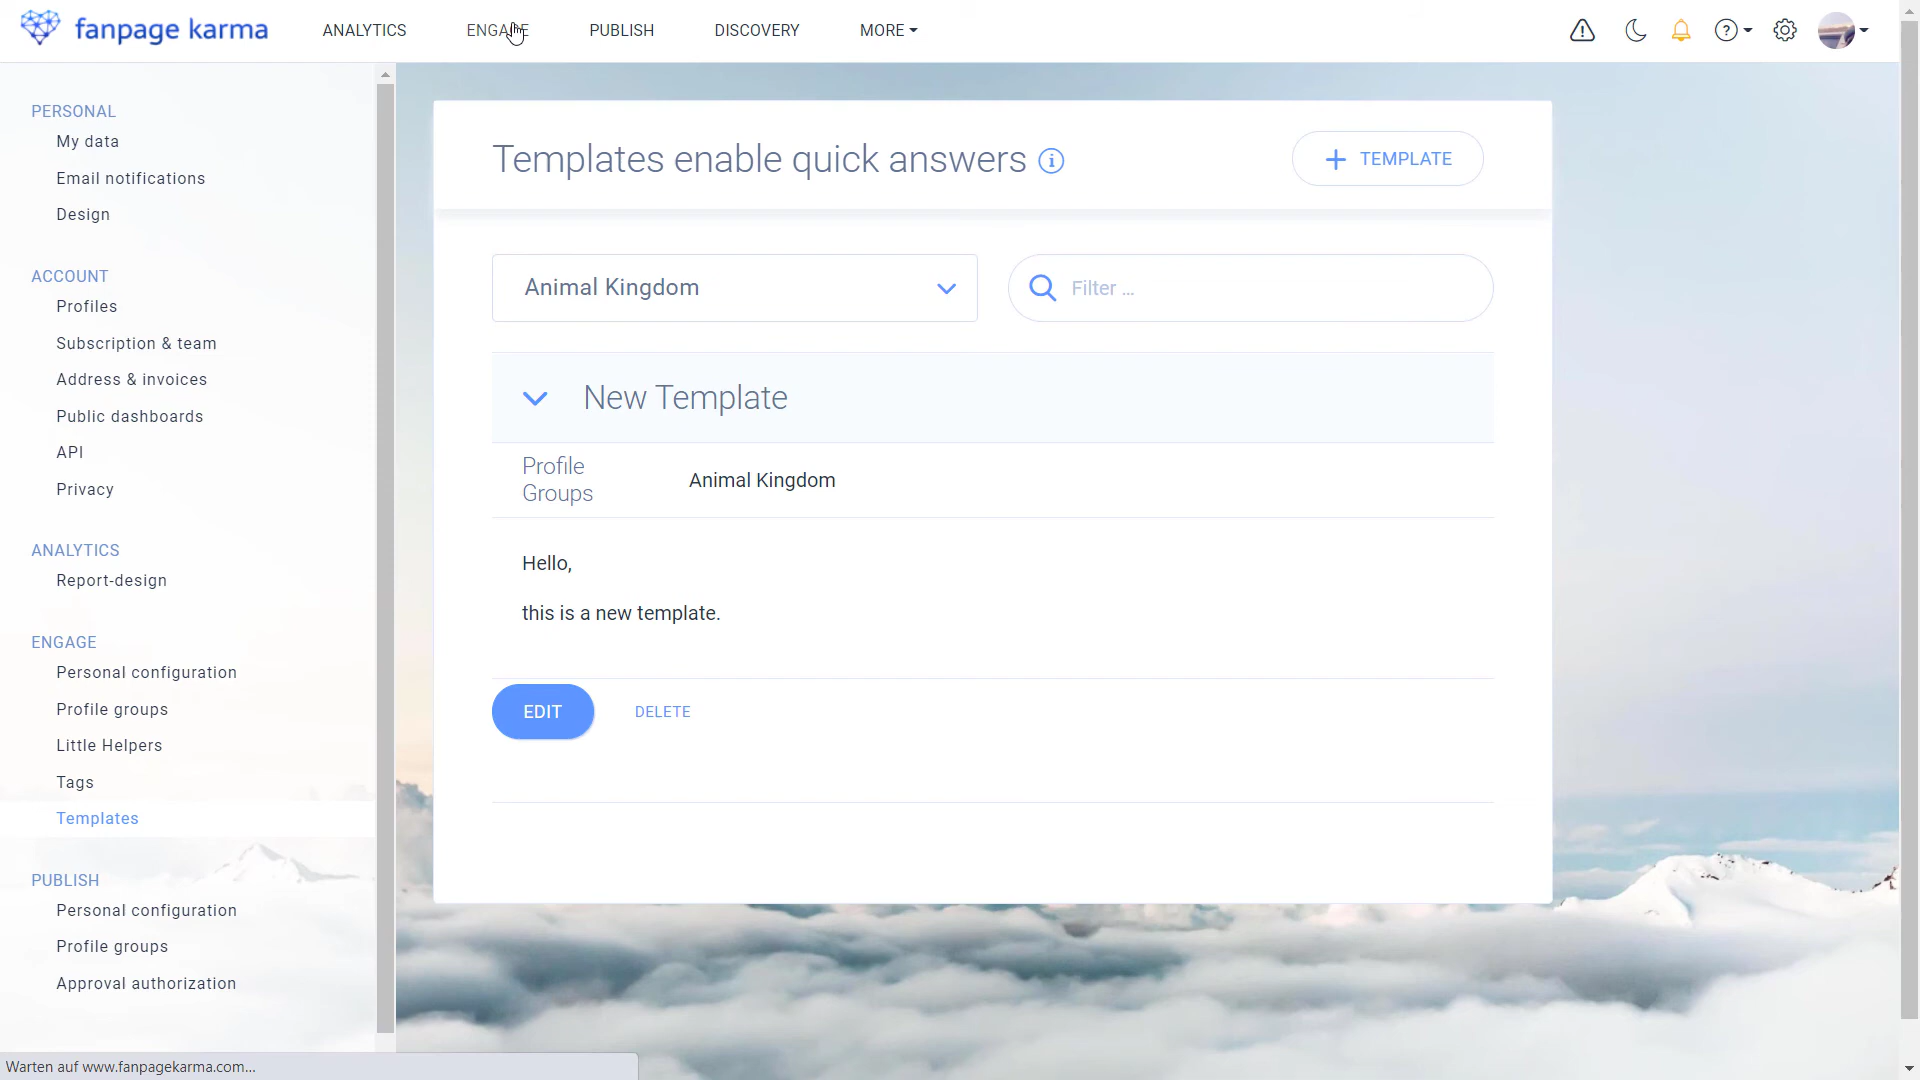 fanpage karma
ANALYTICS
ENGAGE
PUBLISH
DISCOVERY
MORE
PERSONAL
My data
Email notifications
Design
ACCOUNT
Profiles
Subscription & team
Address & invoices
Public dashboards
API
Privacy
ANALYTICS
Report-design
ENGAGE
Personal configuration
Profile groups
Little Helpers
Tags
Templates
PUBLISH
Personal configuration
Profile groups
Approval authorization
Templates enable quick answers
+ TEMPLATE
Animal Kingdom
Filter ...
New Template
Profile
Groups
Animal Kingdom
Hello,
this is a new template.
EDIT
DELETE
Warten auf www.fanpagekarma.com...